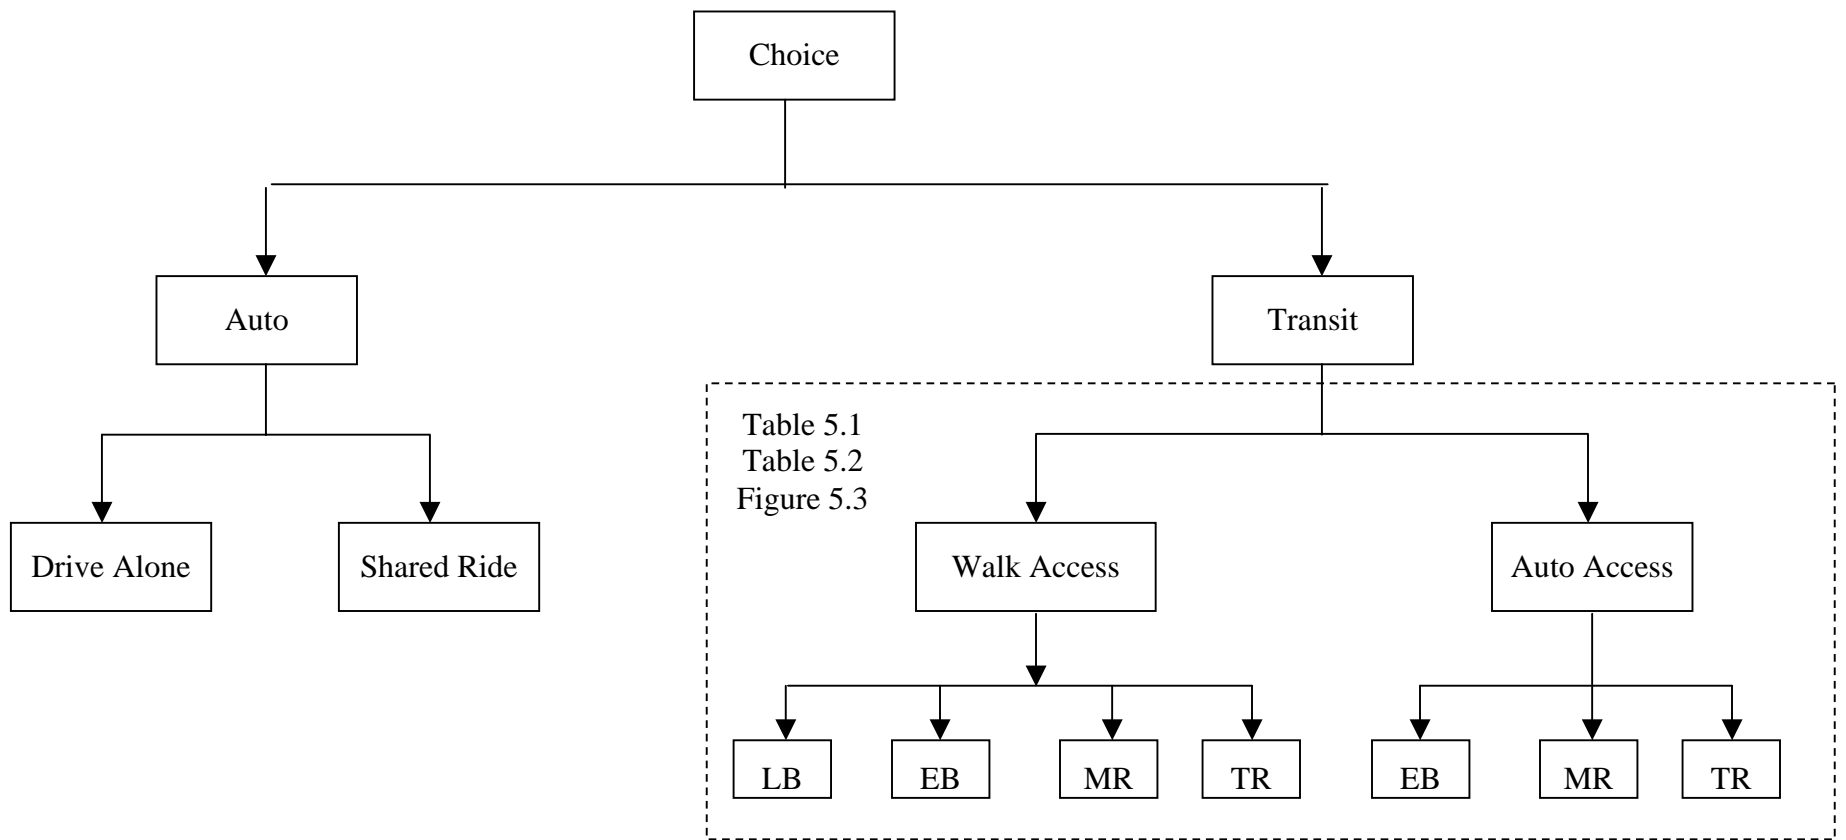 Choice
Auto
Transit
Table 5.1
Table 5.2
Figure 5.3
Drive Alone
Shared Ride
Walk Access
Auto Access
LB
EB
MR
TR
EB
MR
TR